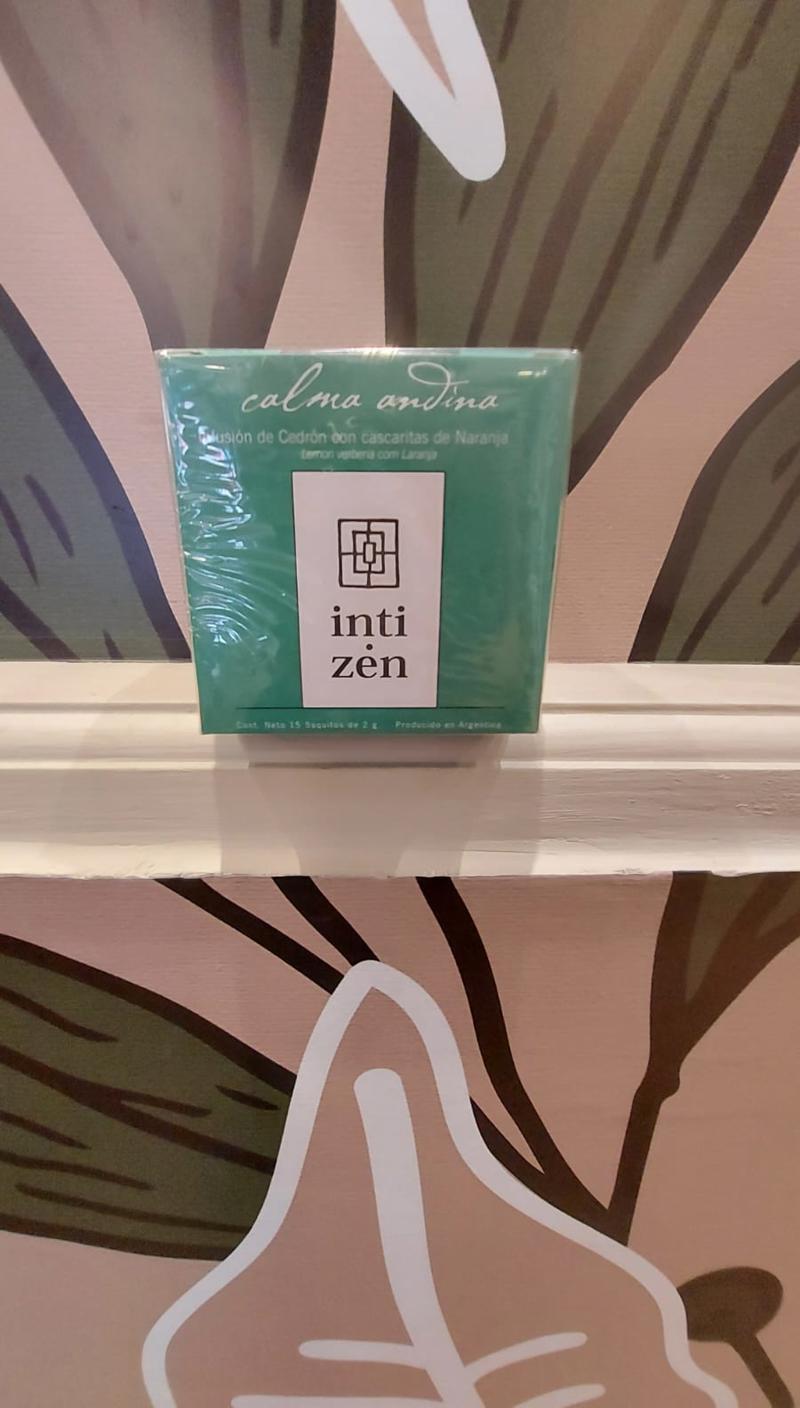 calma andina
Infusión de Cedrón con cascaritas de Naranja
Lemon verbena com Laranja
inti
zen
Cont. Neto 15 Saquitos de 2 g Producido en Argentina